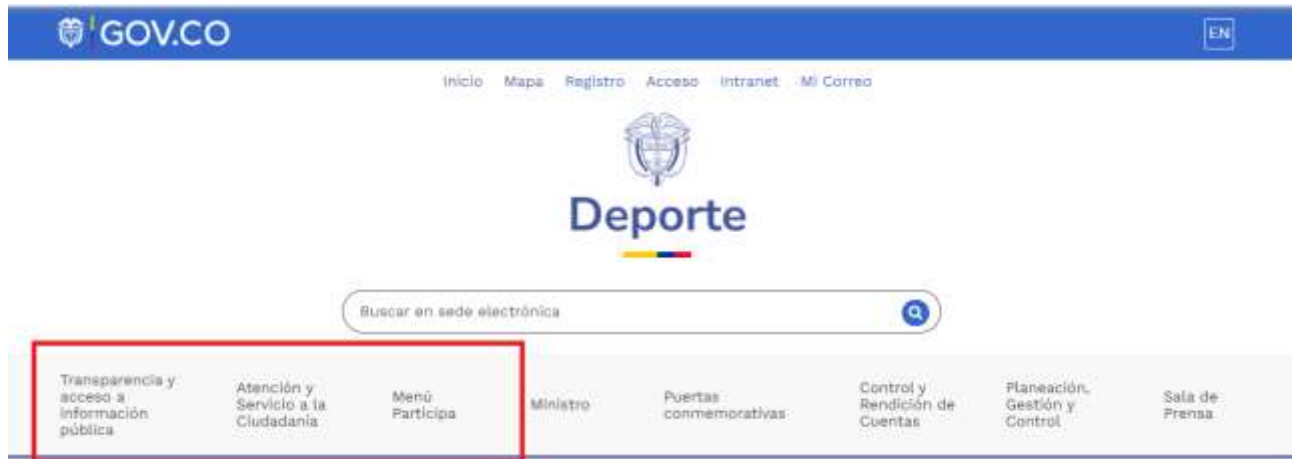 GOV.CO
EN
Inicio Mapa Registro Acceso Intranet Mi Correo
Deporte
Buscar en sede electrónica
Transparencia y
acceso a
información
pública
Atención y
Servicio a la
Ciudadanía
Menú
Participa
Ministro
Puertas
conmemorativas
Control y
Rendición de
Cuentas
Planeación,
Gestión y
Control
Sala de
Prensa